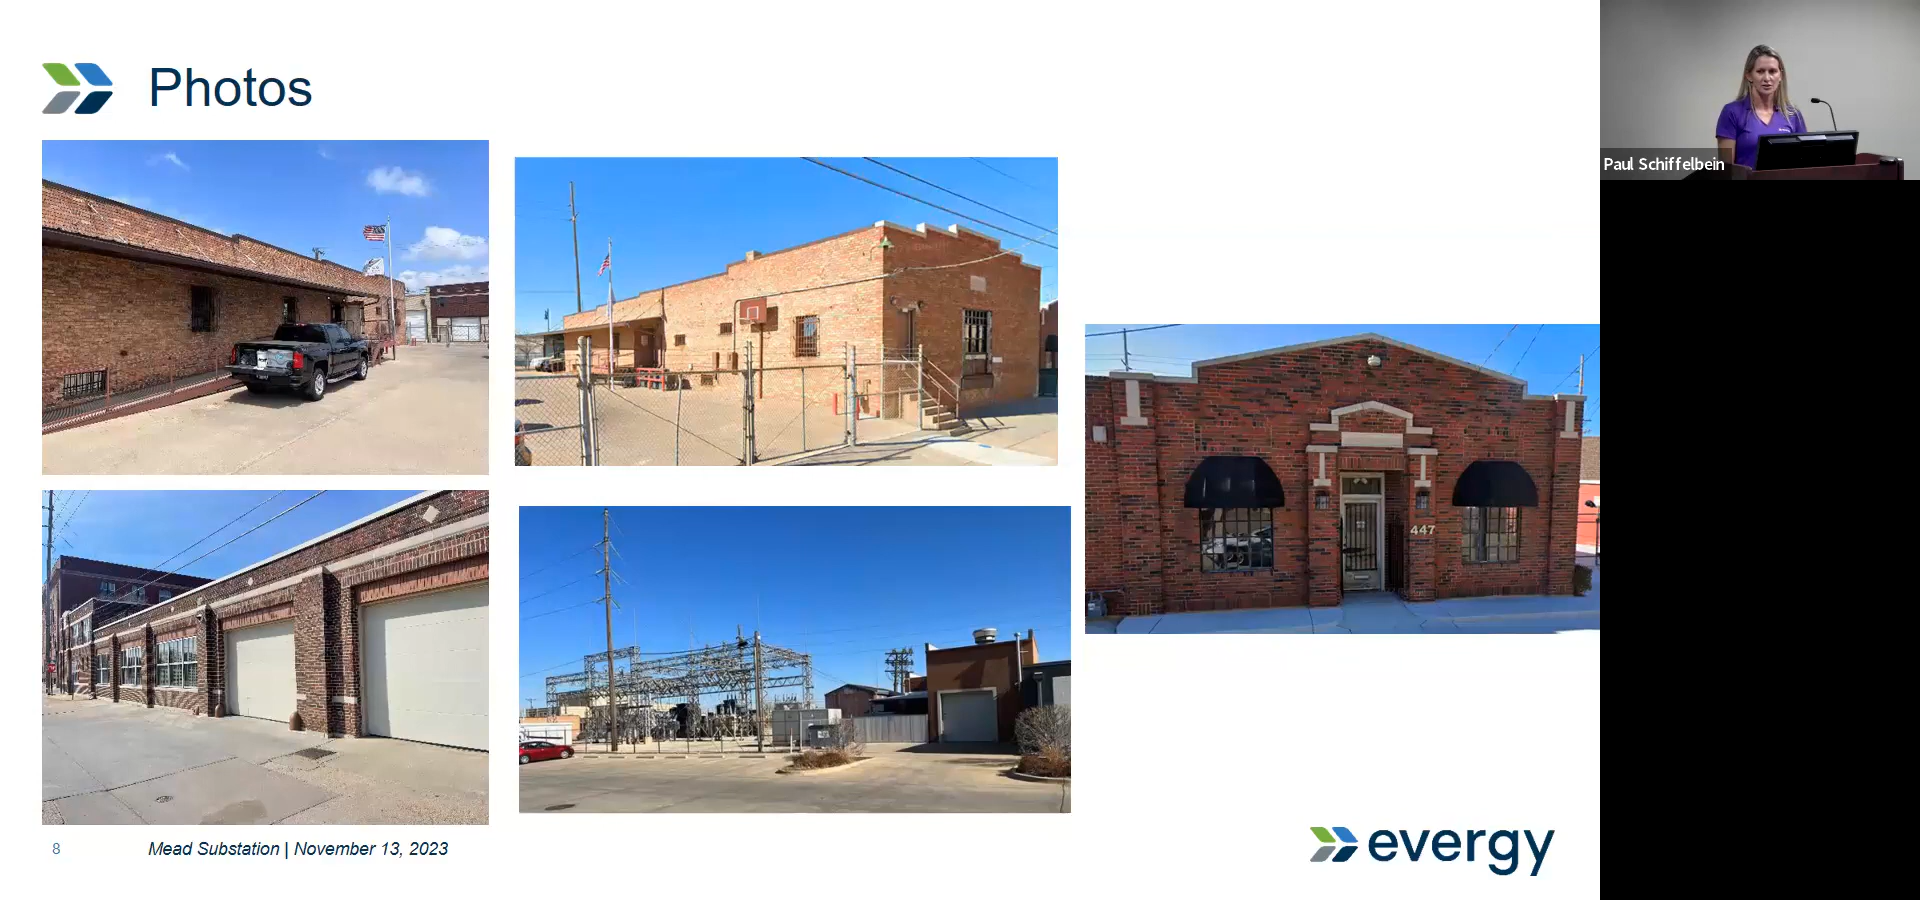 Photos
447
8
Mead Substation | November 13, 2023
evergy
Paul Schiffelbein